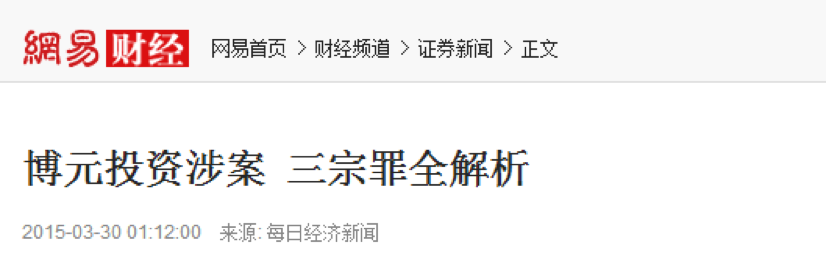 網易财经 网易首页 > 财经频道 > 证券新闻 > 正文
博元投资涉案 三宗罪全解析
2015-03-30 01:12:00 来源: 每日经济新闻